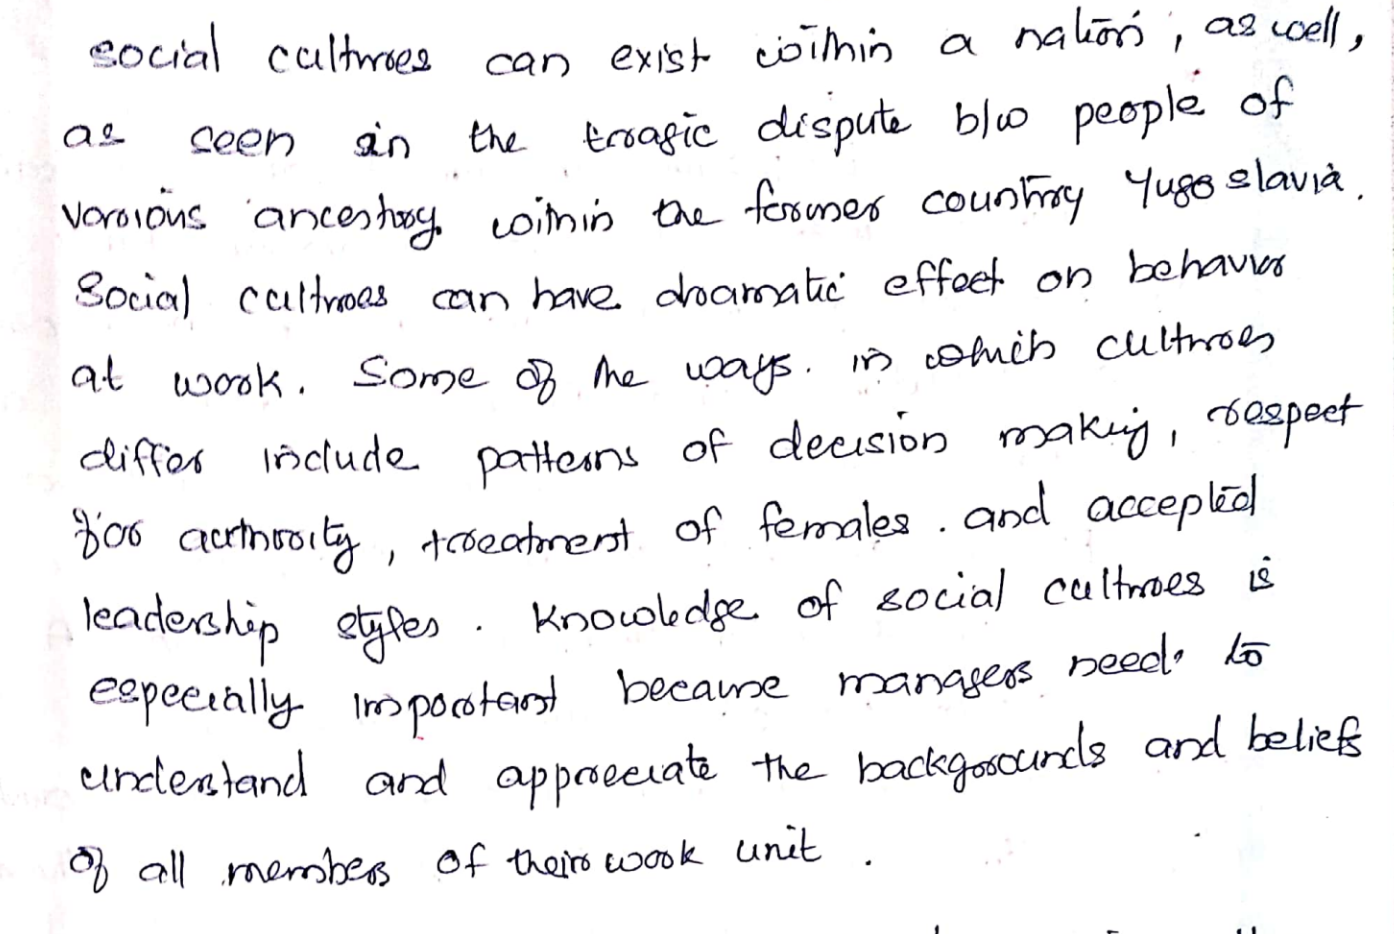 social cultures can exist within a nation, as well,
as seen in the tragic dispute b/w people of
various ancestry within the former country Yugoslavia.
Social cultures can have dramatic effect on behavior
at work. Some of the ways. in which cultures
differ include patterns of decision making, respect
for authority, treatment of females. and accepted
leadership styles. Knowledge of social cultures is
especially important because managers need to
understand and appreciate the backgrounds and beliefs
of all members of their work unit.